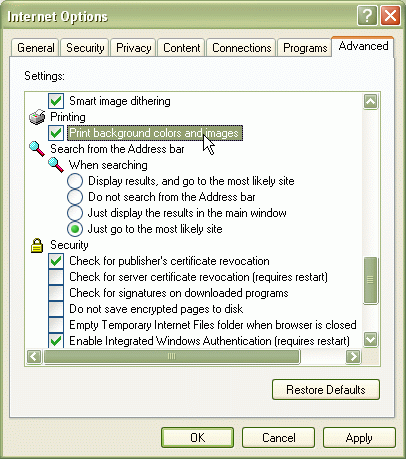 Internet Options
General Security Privacy Content Connections Programs Advanced
Settings:
Smart image dithering
Printing
Print background colors and images
Search from the Address bar
When searching
Display results, and go to the most likely site
Do not search from the Address bar
Just display the results in the main window
Just go to the most likely site
Security
Check for publisher's certificate revocation
Check for server certificate revocation (requires restart)
Check for signatures on downloaded programs
Do not save encrypted pages to disk
Empty Temporary Internet Files folder when browser is closed
Enable Integrated Windows Authentication (requires restart)
Restore Defaults
OK Cancel Apply